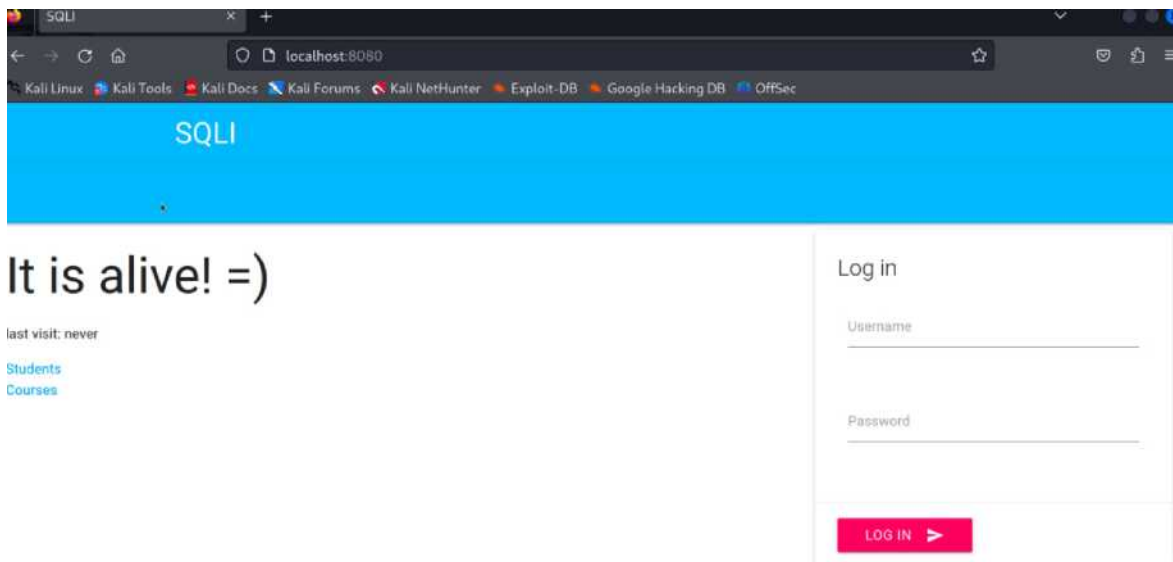 SQLI
localhost:8080
Kali Linux Kali Tools Kali Docs Kali Forums Kali NetHunter Exploit-DB Google Hacking DB OffSec
SQLI
It is alive! =)
last visit: never
Students
Courses
Log in
Username
Password
LOG IN